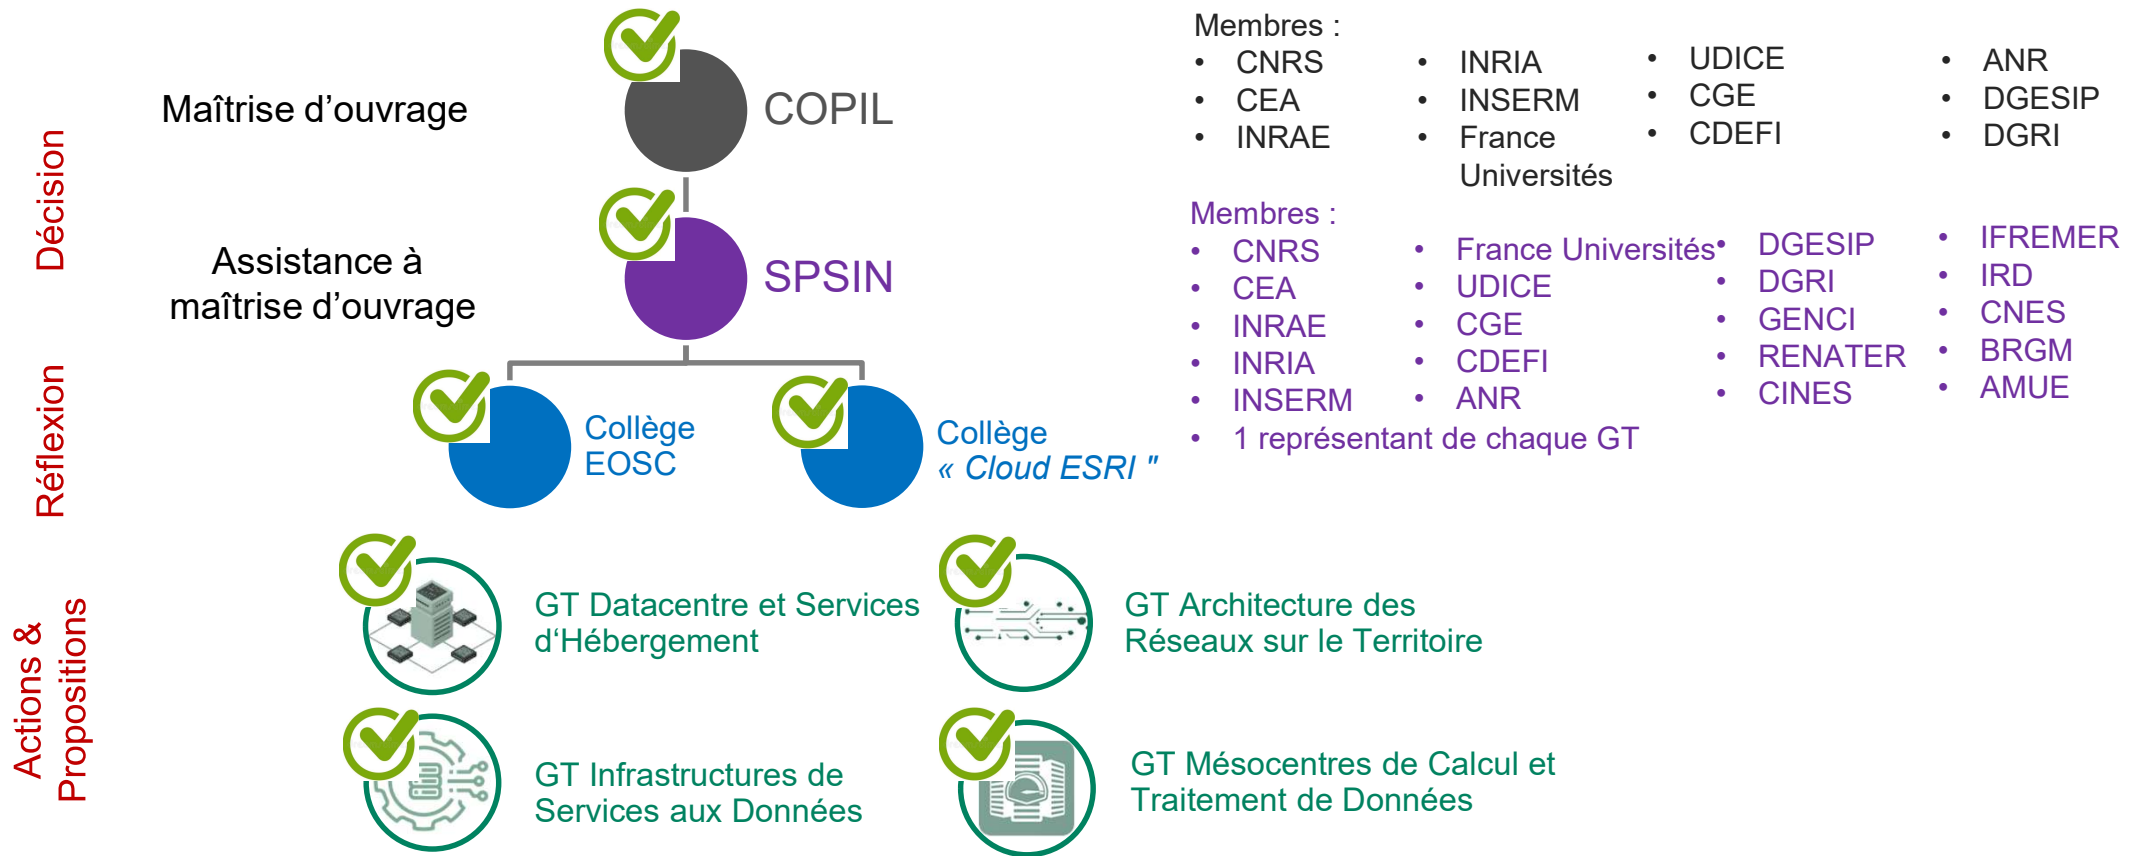 Décision
Maîtrise d’ouvrage
COPIL
Membres :
• CNRS
• CEA
• INRAE
• INRIA
• INSERM
• France
Universités
• UDICE
• CGE
• CDEFI
• ANR
• DGESIP
• DGRI
Assistance à
maîtrise d’ouvrage
SPSIN
Membres :
• CNRS
• CEA
• INRAE
• INRIA
• INSERM
• 1 représentant de chaque GT
• France Universités
• UDICE
• CGE
• CDEFI
• ANR
• DGESIP
• DGRI
• GENCI
• RENATER
• CINES
• IFREMER
• IRD
• CNES
• BRGM
• AMUE
Réflexion
Collège
EOSC
Collège
« Cloud ESRI "
Actions &
Propositions
GT Datacentre et Services
d‘Hébergement
GT Architecture des
Réseaux sur le Territoire
GT Infrastructures de
Services aux Données
GT Mésocentres de Calcul et
Traitement de Données